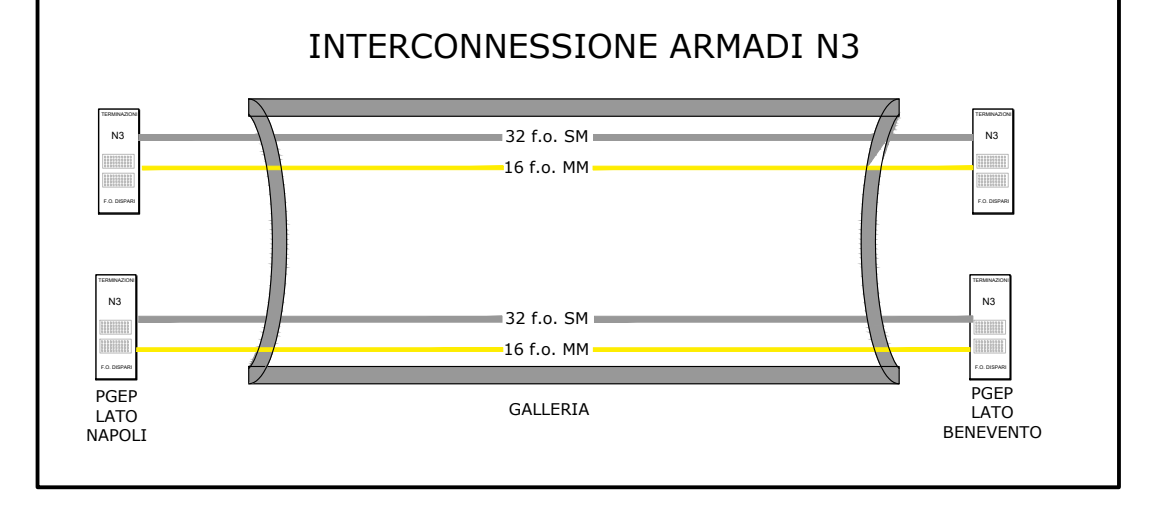 INTERCONNESSIONE ARMADI N3
TERMINAZIONI
N3
F.O. DISPARI
32 f.o. SM
16 f.o. MM
TERMINAZIONI
N3
F.O. DISPARI
TERMINAZIONI
N3
F.O. DISPARI
PGEP
LATO
NAPOLI
32 f.o. SM
16 f.o. MM
GALLERIA
TERMINAZIONI
N3
F.O. DISPARI
PGEP
LATO
BENEVENTO